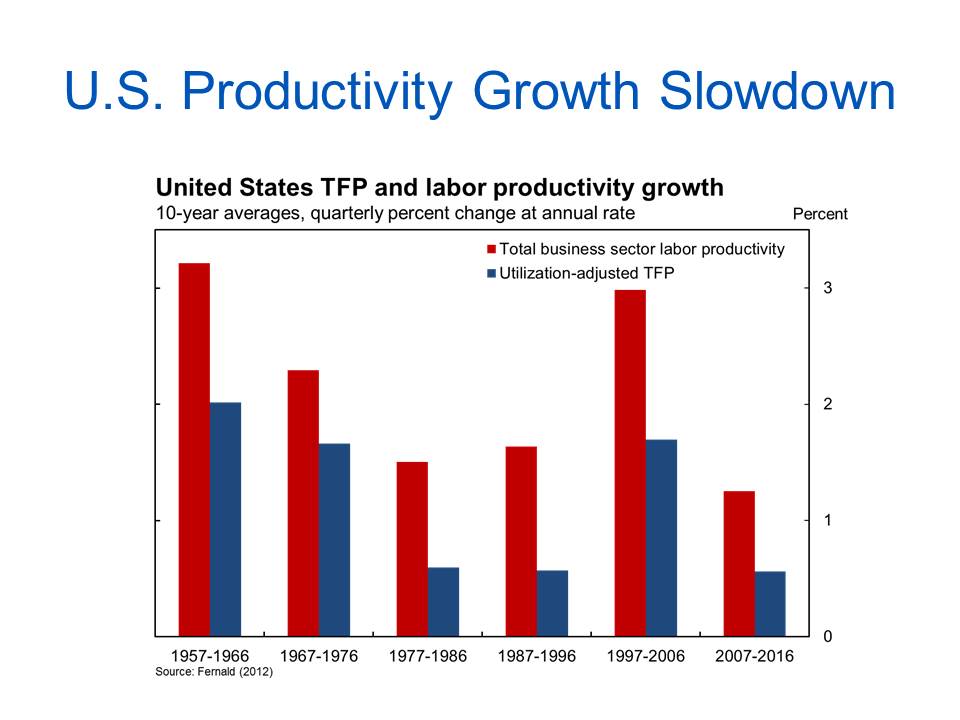 U.S. Productivity Growth Slowdown
United States TFP and labor productivity growth
10-year averages, quarterly percent change at annual rate
Percent
Total business sector labor productivity
Utilization-adjusted TFP
3
2
1
0
1957-1966 1967-1976 1977-1986 1987-1996 1997-2006 2007-2016
Source: Fernald (2012)